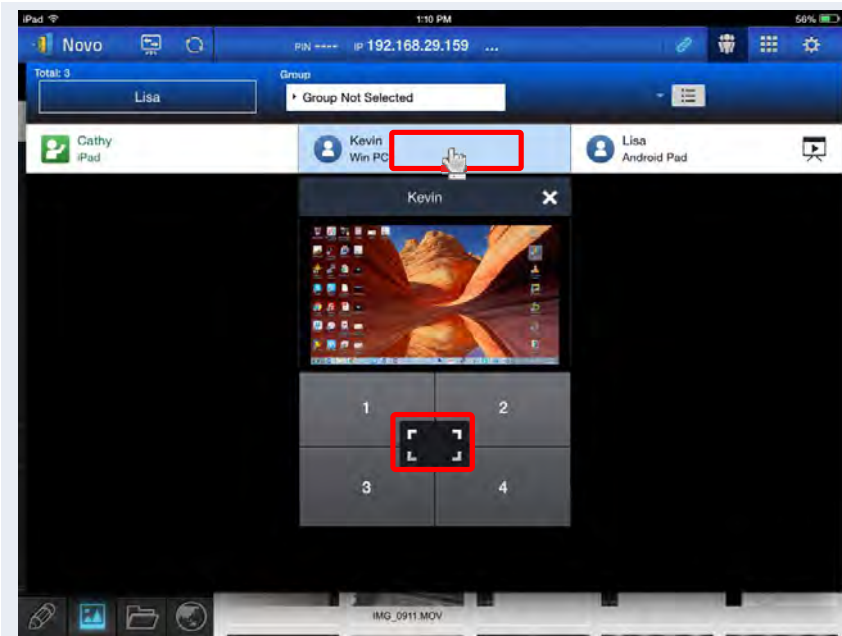 iPad 1:10 PM 56%
Novo PIN ---- IP 192.168.29.159 ...
Total: 3 Group
Lisa Group Not Selected
Cathy Kevin Lisa
iPad Win PC Android Pad
Kevin
1 2
3 4
IMG_0911.MOV